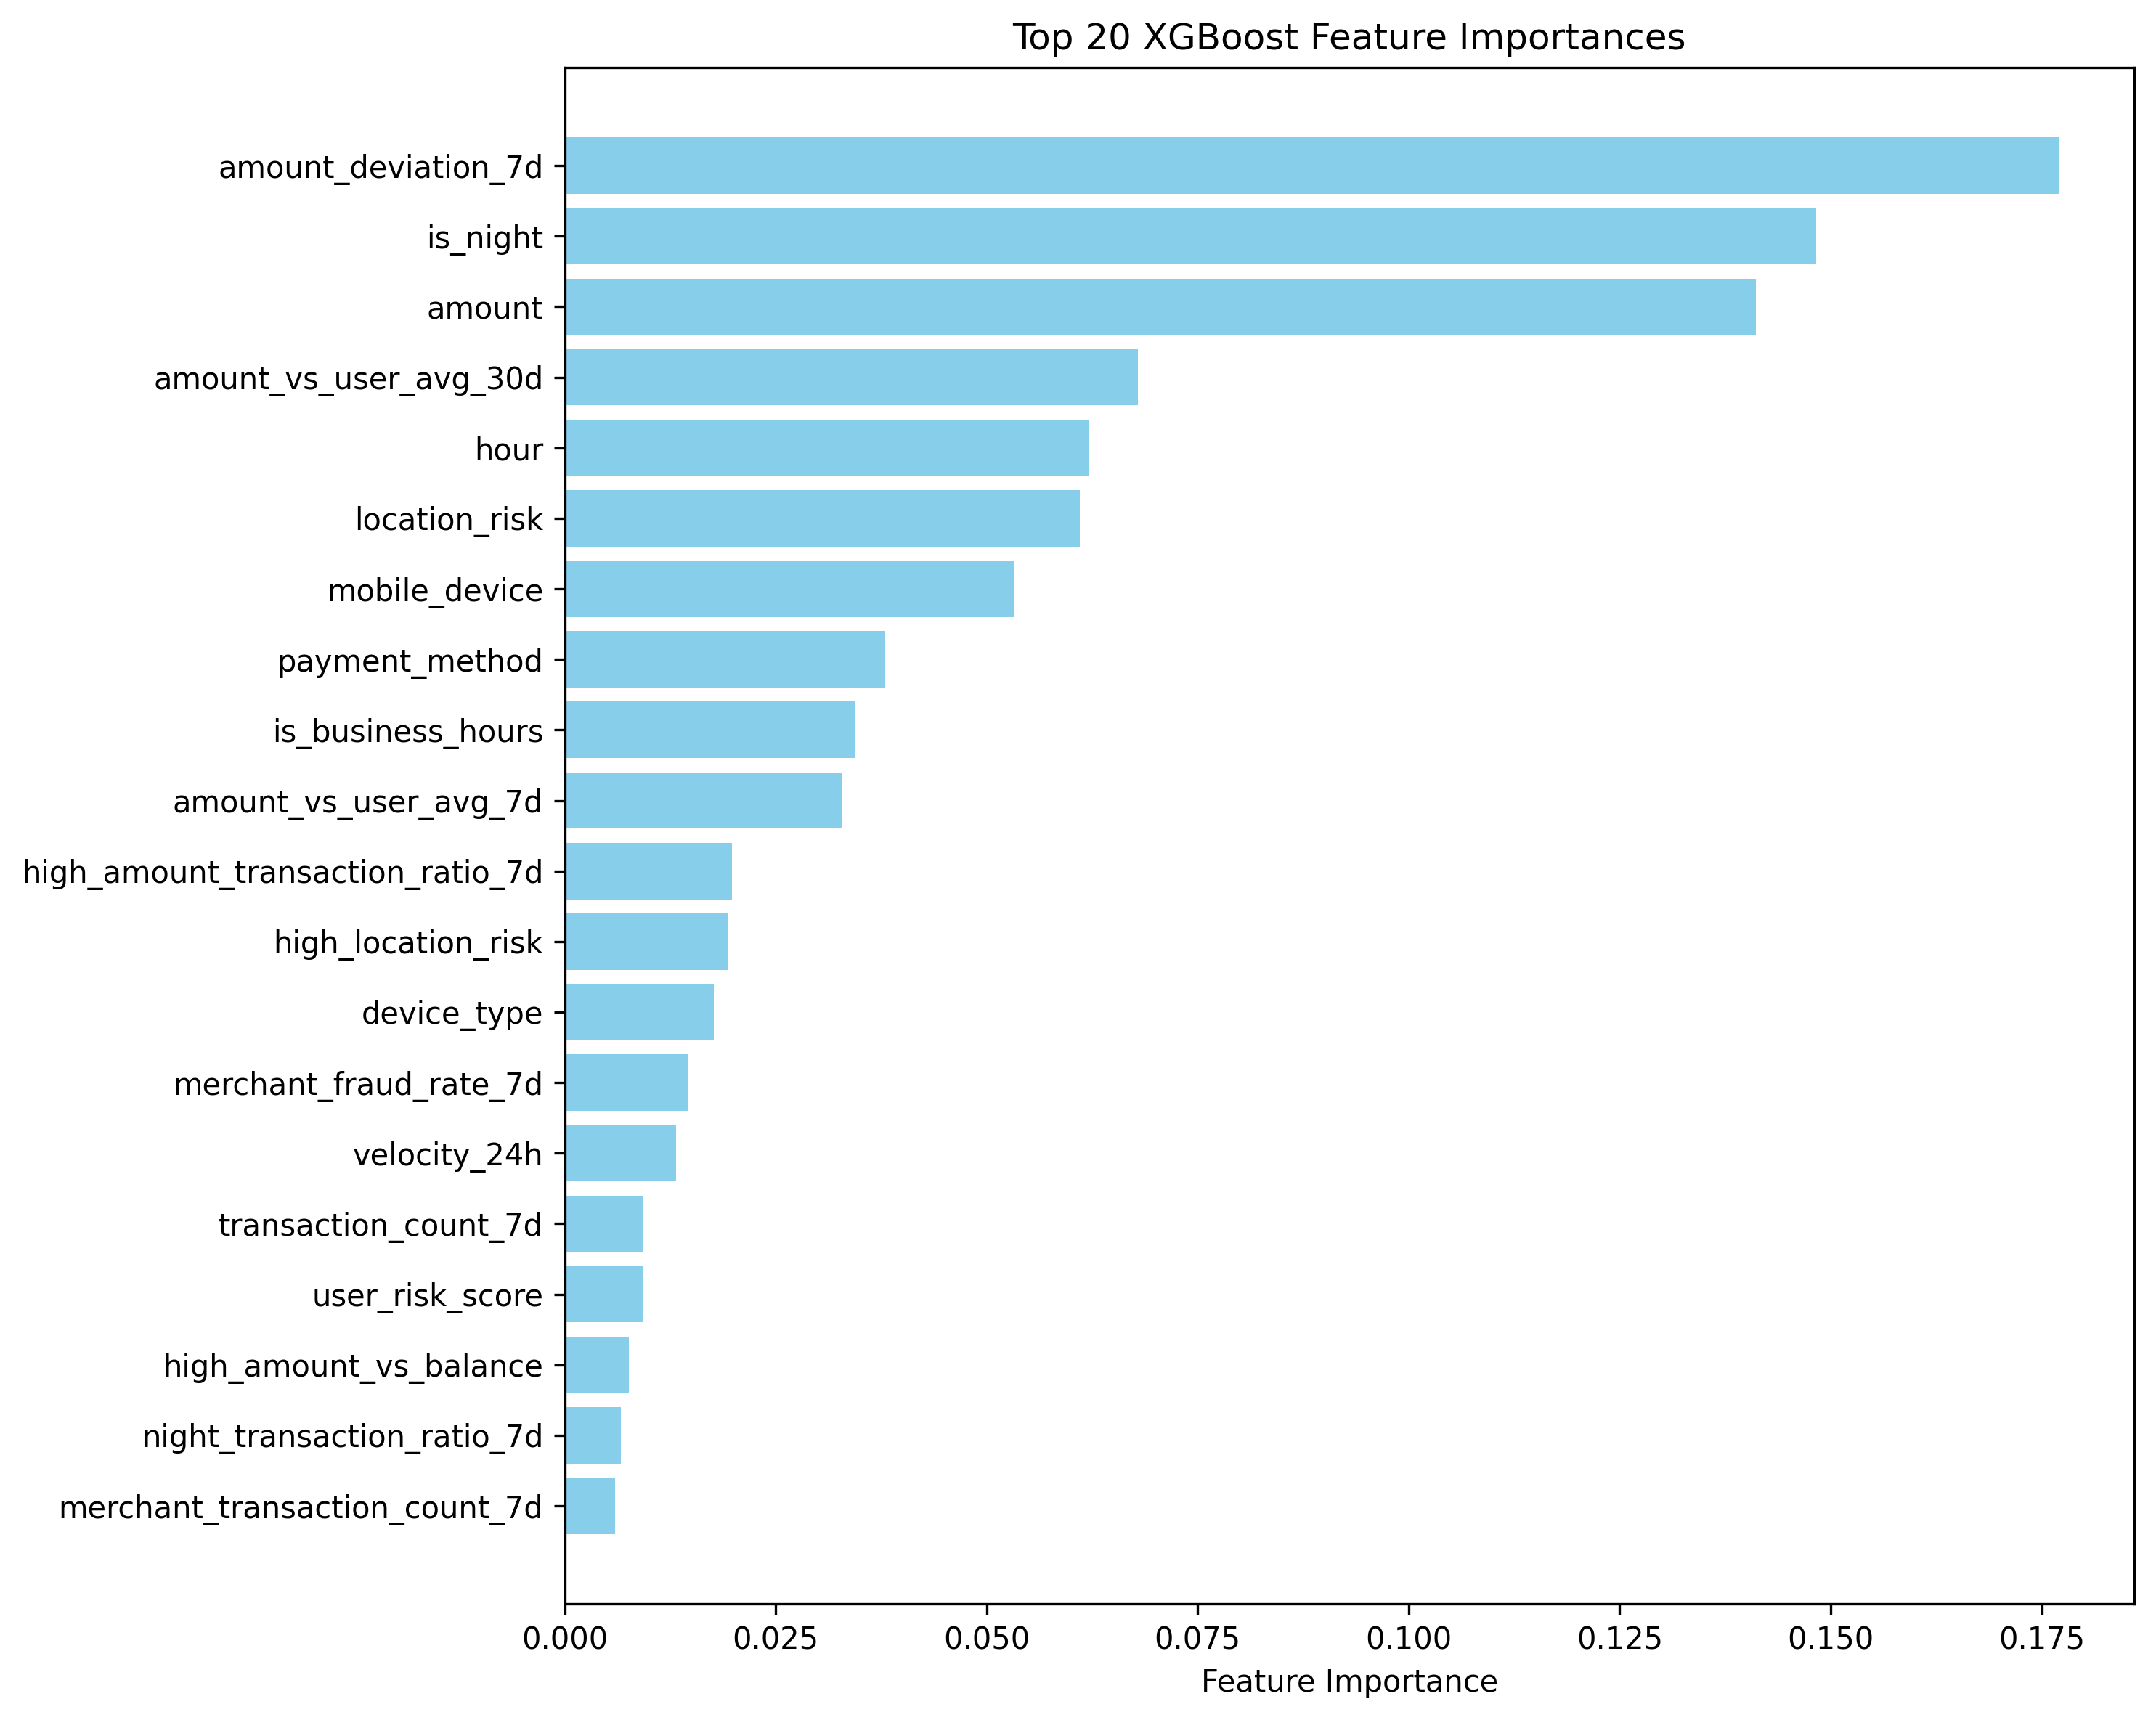 Top 20 XGBoost Feature Importances
amount_deviation_7d
is_night
amount
amount_vs_user_avg_30d
hour
location_risk
mobile_device
payment_method
is_business_hours
amount_vs_user_avg_7d
high_amount_transaction_ratio_7d
high_location_risk
device_type
merchant_fraud_rate_7d
velocity_24h
transaction_count_7d
user_risk_score
high_amount_vs_balance
night_transaction_ratio_7d
merchant_transaction_count_7d
0.000 0.025 0.050 0.075 0.100 0.125 0.150 0.175
Feature Importance